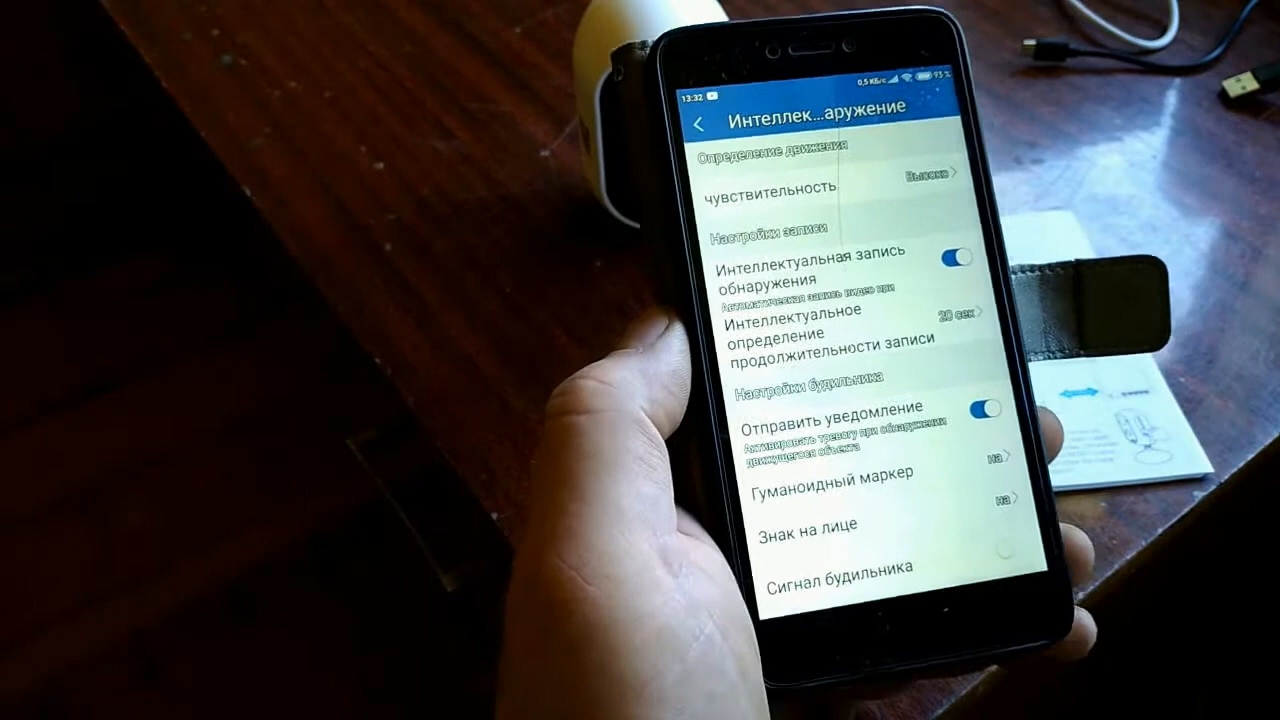 13:32 0,5 КБ/с 93 %
Интеллек...аружение
Определение движения
чувствительность Высоко
Настройки записи
Интеллектуальная запись
обнаружения
Автоматическая запись видео при
Интеллектуальное
определение 20 сек
продолжительности записи
Настройки будильника
Отправить уведомление
Активировать тревогу при обнаружении
движущегося объекта
Гуманоидный маркер на
Знак на лице на
Сигнал будильника